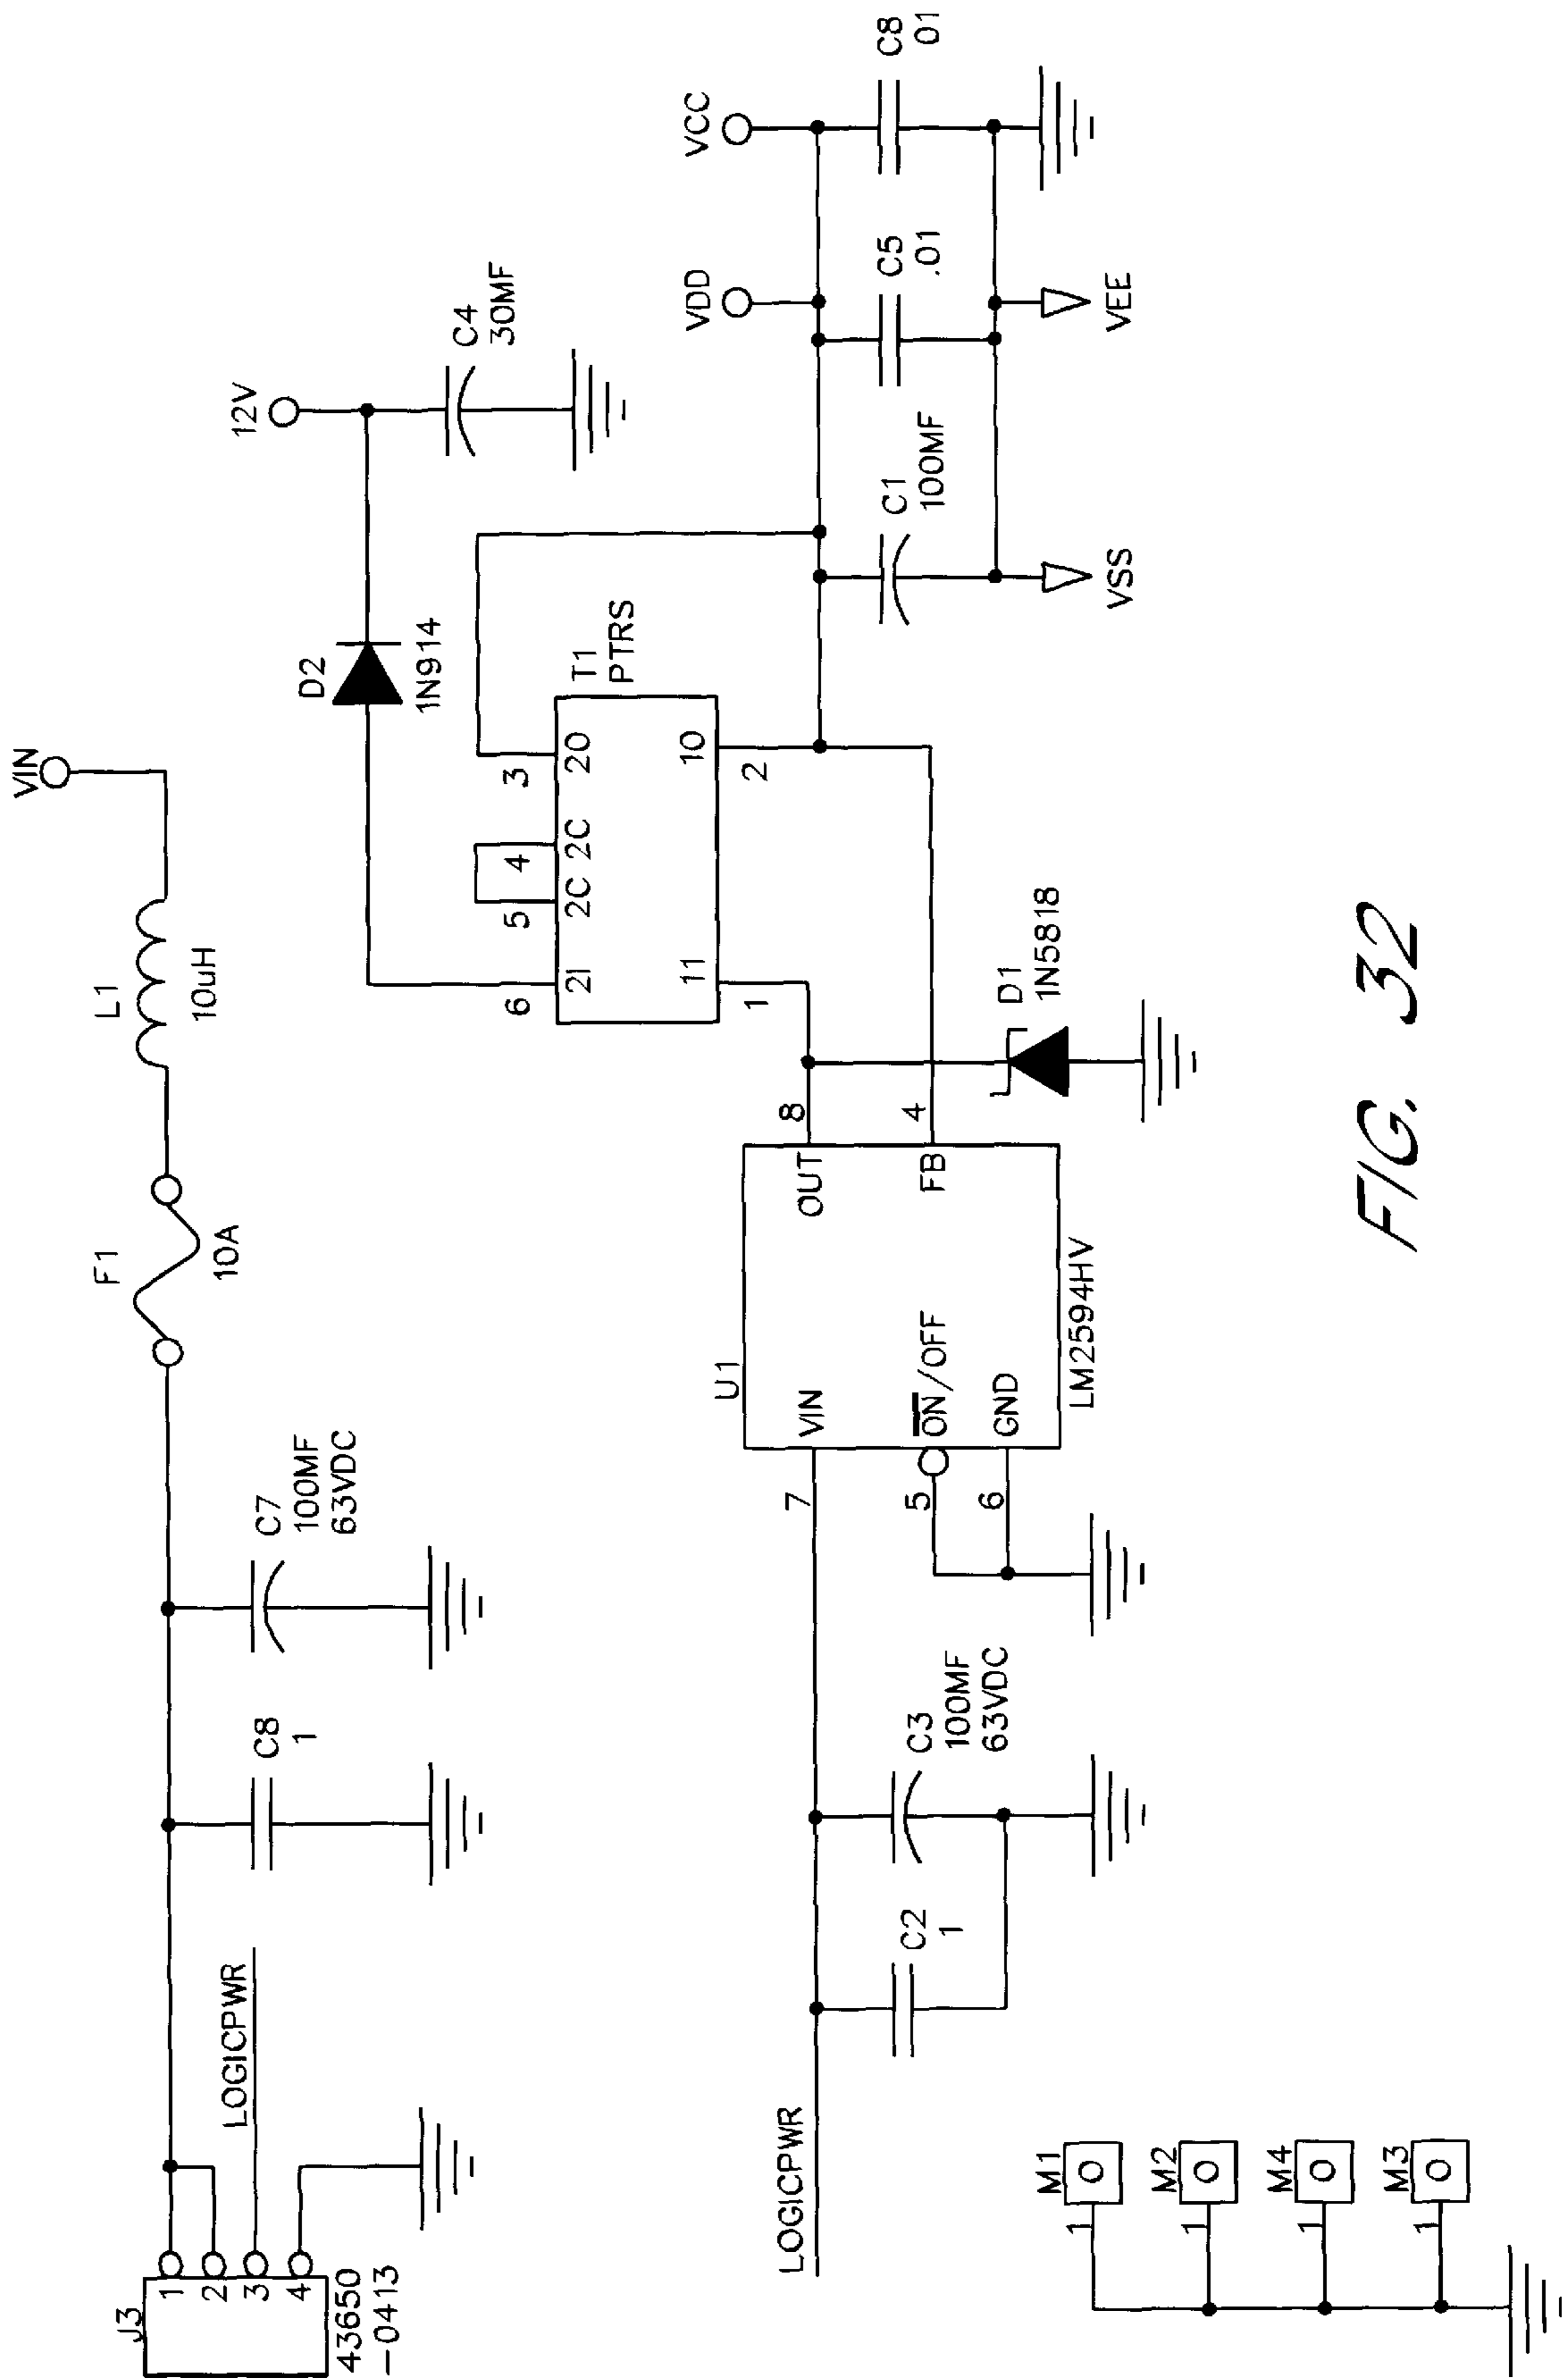 J3
1
2
3
4
43650
-0413
LOGICPWR
C8
1
C7
100MF
63VDC
F1
10A
L1
10uH
VIN
LOGICPWR
C2
1
C3
100MF
63VDC
U1
7
VIN
5
ON/OFF
6
GND
OUT
8
FB
4
LM2594HV
D1
1N5818
6
5
4
3
2I
2C
2C
2O
11
10
1
2
T1
PTRS
D2
1N914
12V
C4
30MF
C1
100MF
VSS
VDD
C5
.01
VEE
VCC
C8
01
M1
1
M2
1
M4
1
M3
1
FIG. 32